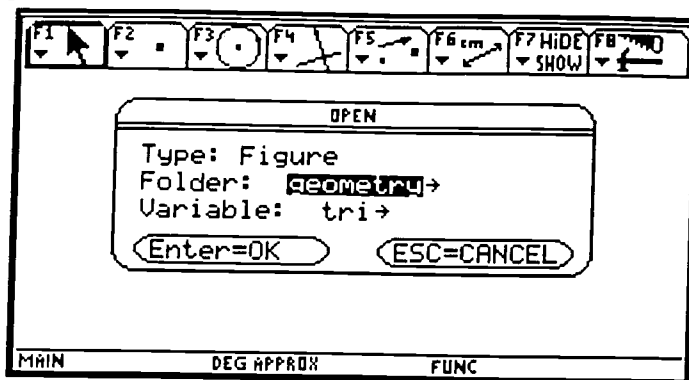 F1 F2 F3 F4 F5 F6 cm F7 HiDE F8
SHOW
OPEN
Type: Figure
Folder: geometry→
Variable: tri→
Enter=OK ESC=CANCEL
MAIN DEG APPROX FUNC